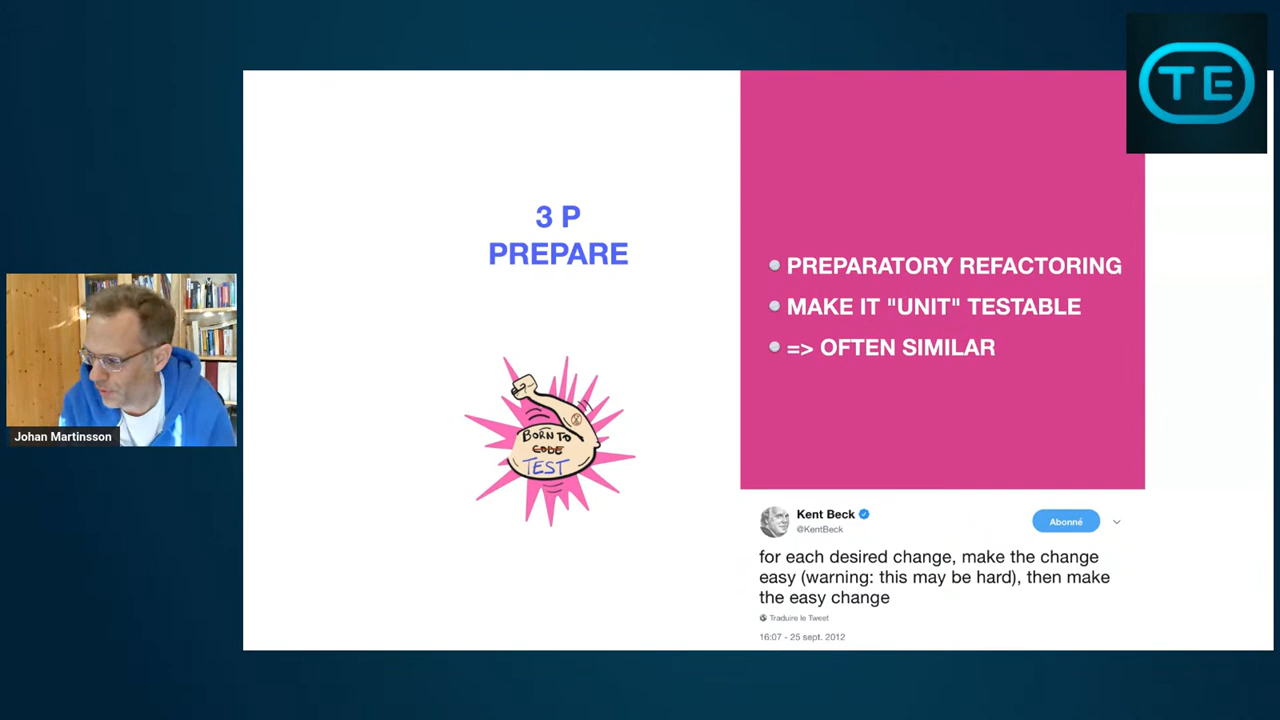 TE
3 P
PREPARE
PREPARATORY REFACTORING
MAKE IT "UNIT" TESTABLE
=> OFTEN SIMILAR
BORN TO
CODE
TEST
Johan Martinsson
Kent Beck
@KentBeck
Abonné
for each desired change, make the change
easy (warning: this may be hard), then make
the easy change
Traduire le Tweet
16:07 - 25 sept. 2012